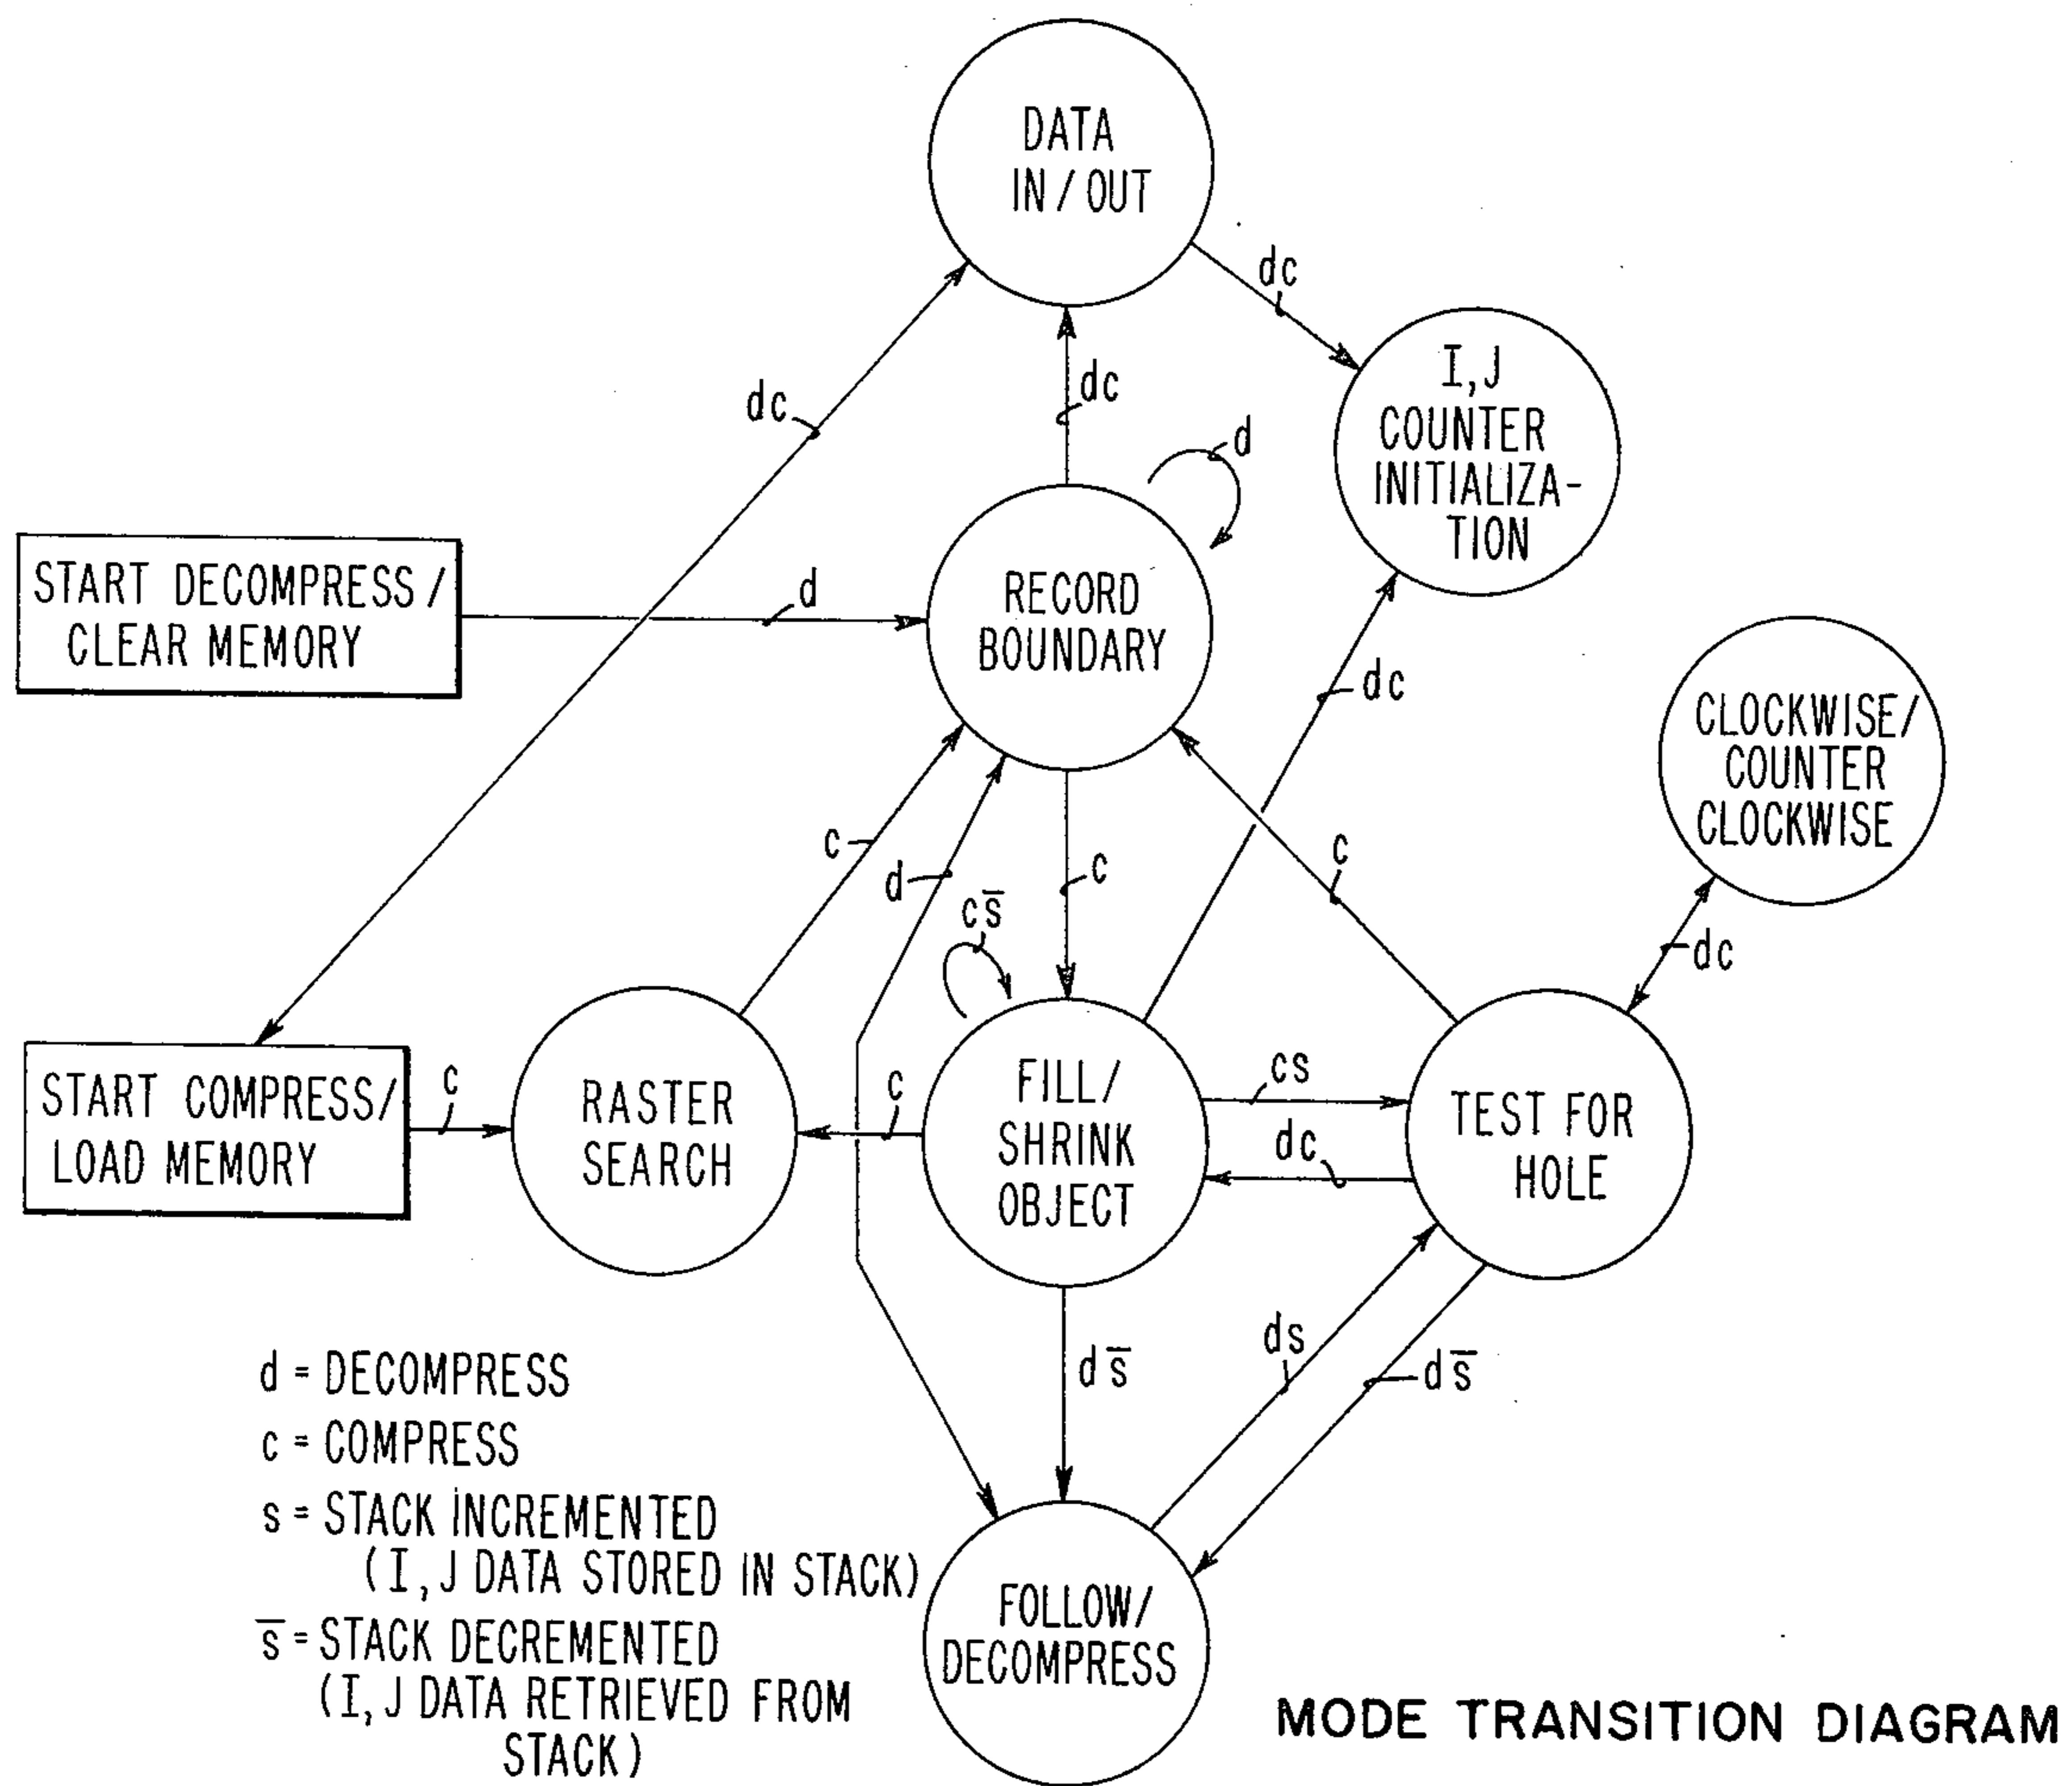 DATA
IN / OUT
dc
I, J
COUNTER
INITIALIZA-
TION
dc
dc
d
START DECOMPRESS /
CLEAR MEMORY
d
RECORD
BOUNDARY
dc
CLOCKWISE/
COUNTER
CLOCKWISE
c
d
c
c
cs̅
dc
START COMPRESS/
LOAD MEMORY
c
RASTER
SEARCH
c
FILL/
SHRINK
OBJECT
cs
dc
TEST FOR
HOLE
ds̅
ds
ds̅
d = DECOMPRESS
c = COMPRESS
s = STACK INCREMENTED
(I, J DATA STORED IN STACK)
s̅ = STACK DECREMENTED
(I, J DATA RETRIEVED FROM
STACK)
FOLLOW/
DECOMPRESS
MODE TRANSITION DIAGRAM